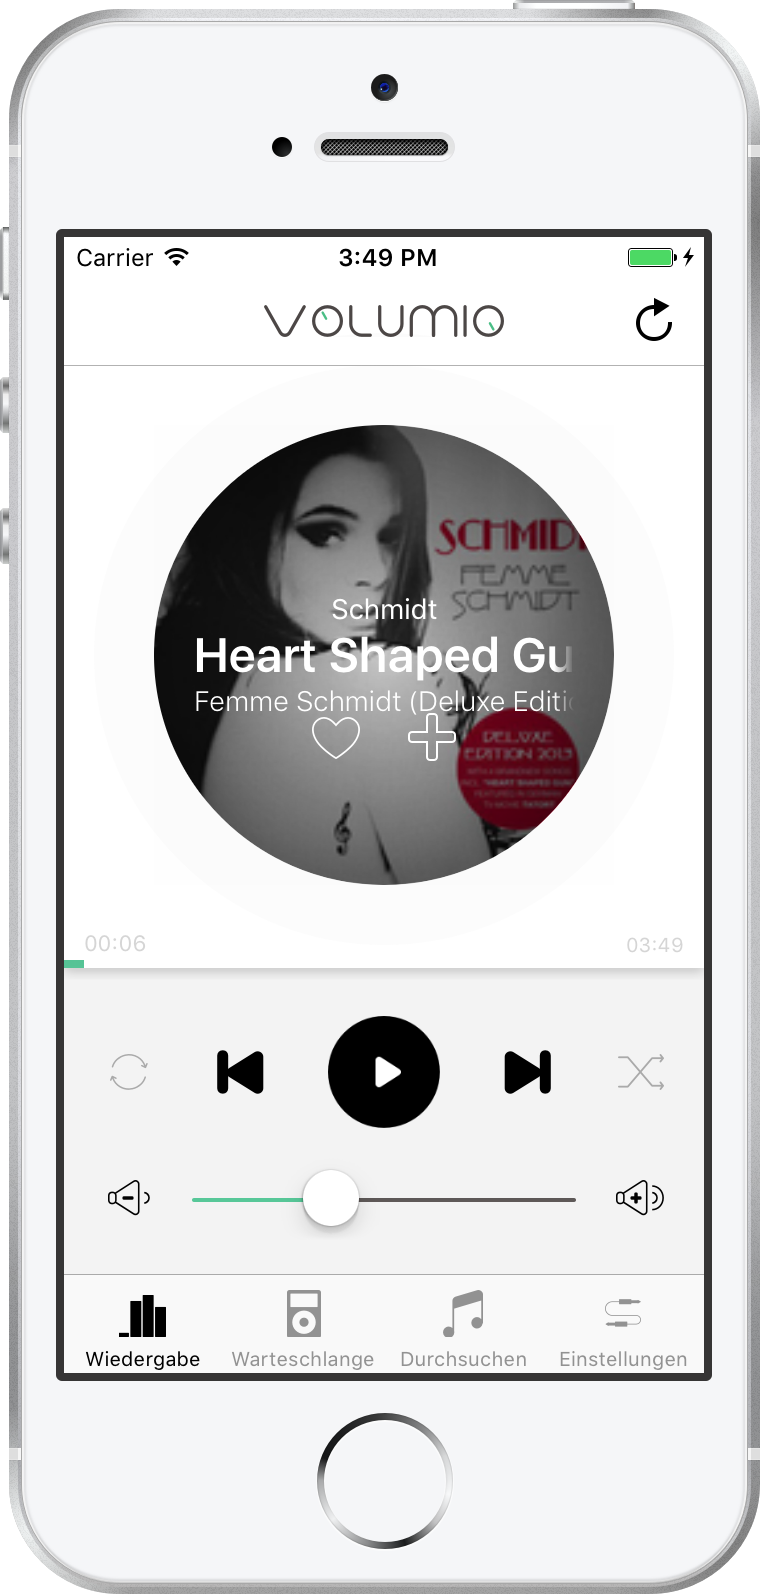 Carrier 3:49 PM
VOLUMIO
SCHMIDT
FEMME
SCHMIDT
Schmidt
Heart Shaped Gu
Femme Schmidt (Deluxe Editio
DELUXE
EDITION 2013
00:06 03:49
Wiedergabe Warteschlange Durchsuchen Einstellungen